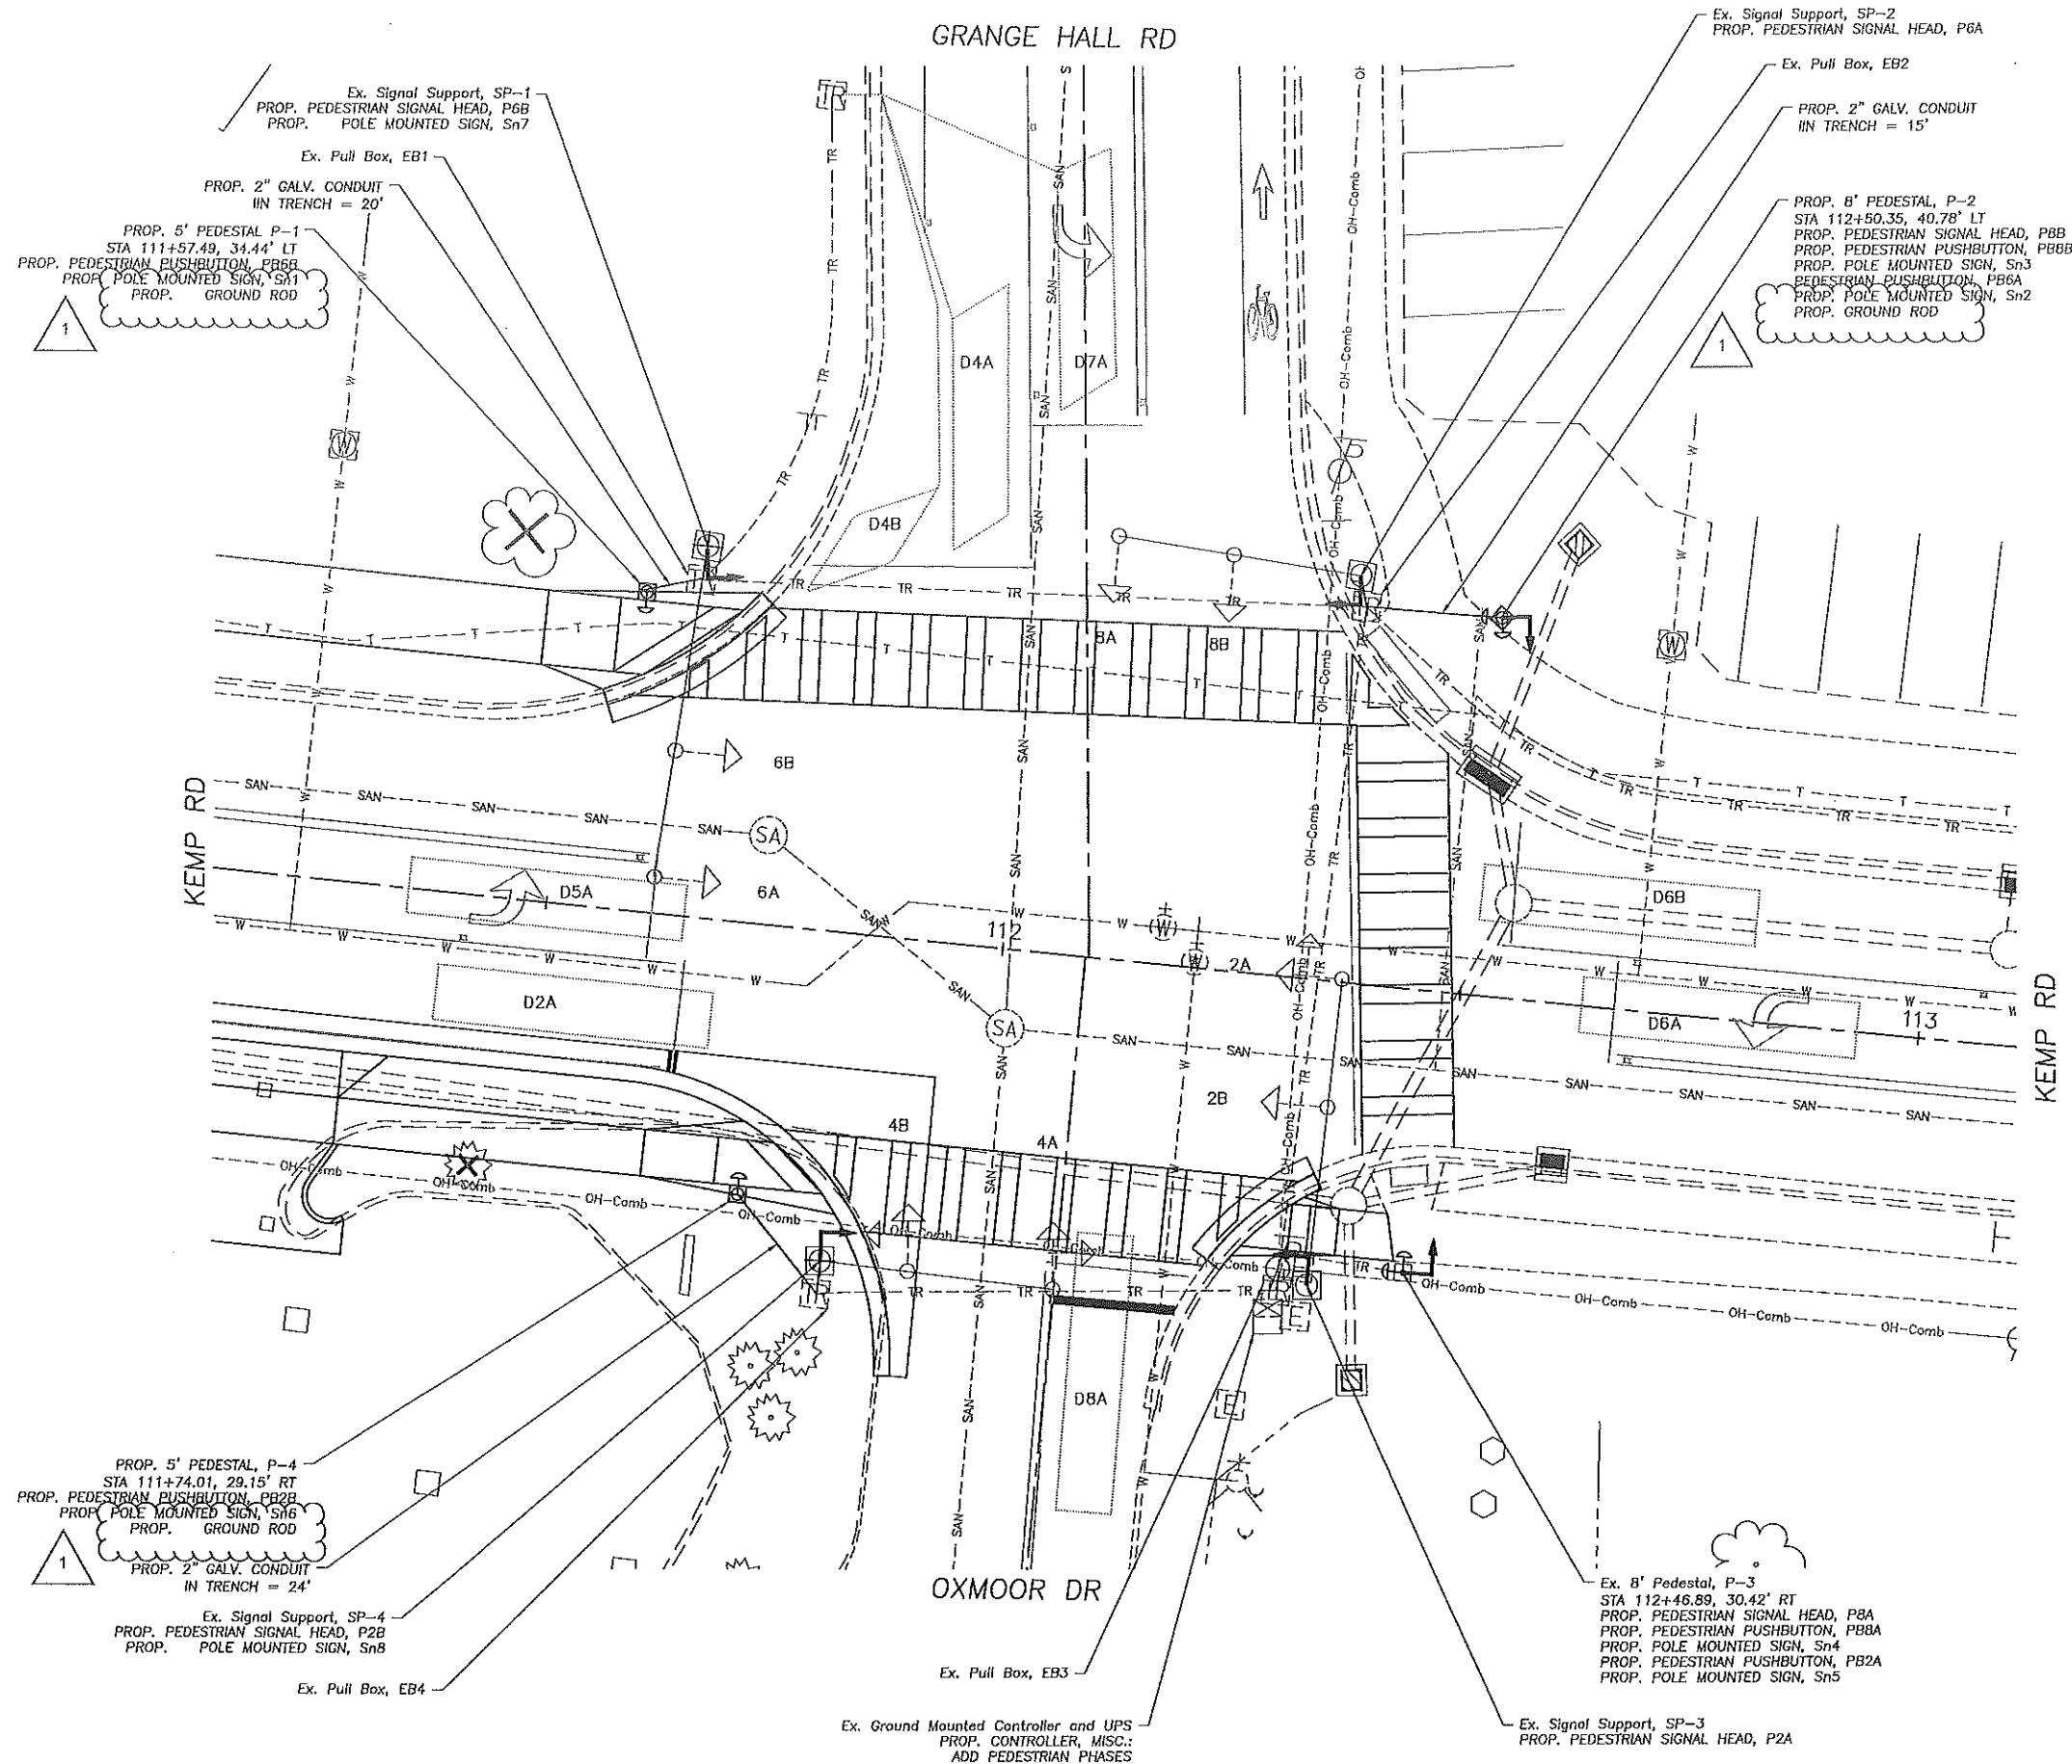 GRANGE HALL RD
Ex. Signal Support, SP-2
PROP. PEDESTRIAN SIGNAL HEAD, P6A
Ex. Pull Box, EB2
PROP. 2" GALV. CONDUIT
IIN TRENCH = 15'
PROP. 8' PEDESTAL, P-2
STA 112+50.35, 40.78' LT
PROP. PEDESTRIAN SIGNAL HEAD, P8B
PROP. PEDESTRIAN PUSHBUTTON, PB8B
PROP. POLE MOUNTED SIGN, Sn3
PEDESTRIAN PUSHBUTTON, PB6A
PROP. POLE MOUNTED SIGN, Sn2
PROP. GROUND ROD
1
Ex. Signal Support, SP-1
PROP. PEDESTRIAN SIGNAL HEAD, P6B
PROP. POLE MOUNTED SIGN, Sn7
Ex. Pull Box, EB1
PROP. 2" GALV. CONDUIT
IIN TRENCH = 20'
PROP. 5' PEDESTAL P-1
STA 111+57.49, 34.44' LT
PROP. PEDESTRIAN PUSHBUTTON, PB6B
PROP. POLE MOUNTED SIGN, Sn1
PROP. GROUND ROD
1
D4A
D7A
D4B
8A
8B
6B
6A
D5A
D2A
KEMP RD
SA
SA
112
2A
2B
D6B
D6A
113
KEMP RD
4B
4A
D8A
OXMOOR DR
PROP. 5' PEDESTAL, P-4
STA 111+74.01, 29.15' RT
PROP. PEDESTRIAN PUSHBUTTON, PB2B
PROP. POLE MOUNTED SIGN, Sn6
PROP. GROUND ROD
1
PROP. 2" GALV. CONDUIT
IN TRENCH = 24'
Ex. Signal Support, SP-4
PROP. PEDESTRIAN SIGNAL HEAD, P2B
PROP. POLE MOUNTED SIGN, Sn8
Ex. Pull Box, EB4
Ex. Pull Box, EB3
Ex. Ground Mounted Controller and UPS
PROP. CONTROLLER, MISC.:
ADD PEDESTRIAN PHASES
Ex. 8' Pedestal, P-3
STA 112+46.89, 30.42' RT
PROP. PEDESTRIAN SIGNAL HEAD, P8A
PROP. PEDESTRIAN PUSHBUTTON, PB8A
PROP. POLE MOUNTED SIGN, Sn4
PROP. PEDESTRIAN PUSHBUTTON, PB2A
PROP. POLE MOUNTED SIGN, Sn5
Ex. Signal Support, SP-3
PROP. PEDESTRIAN SIGNAL HEAD, P2A